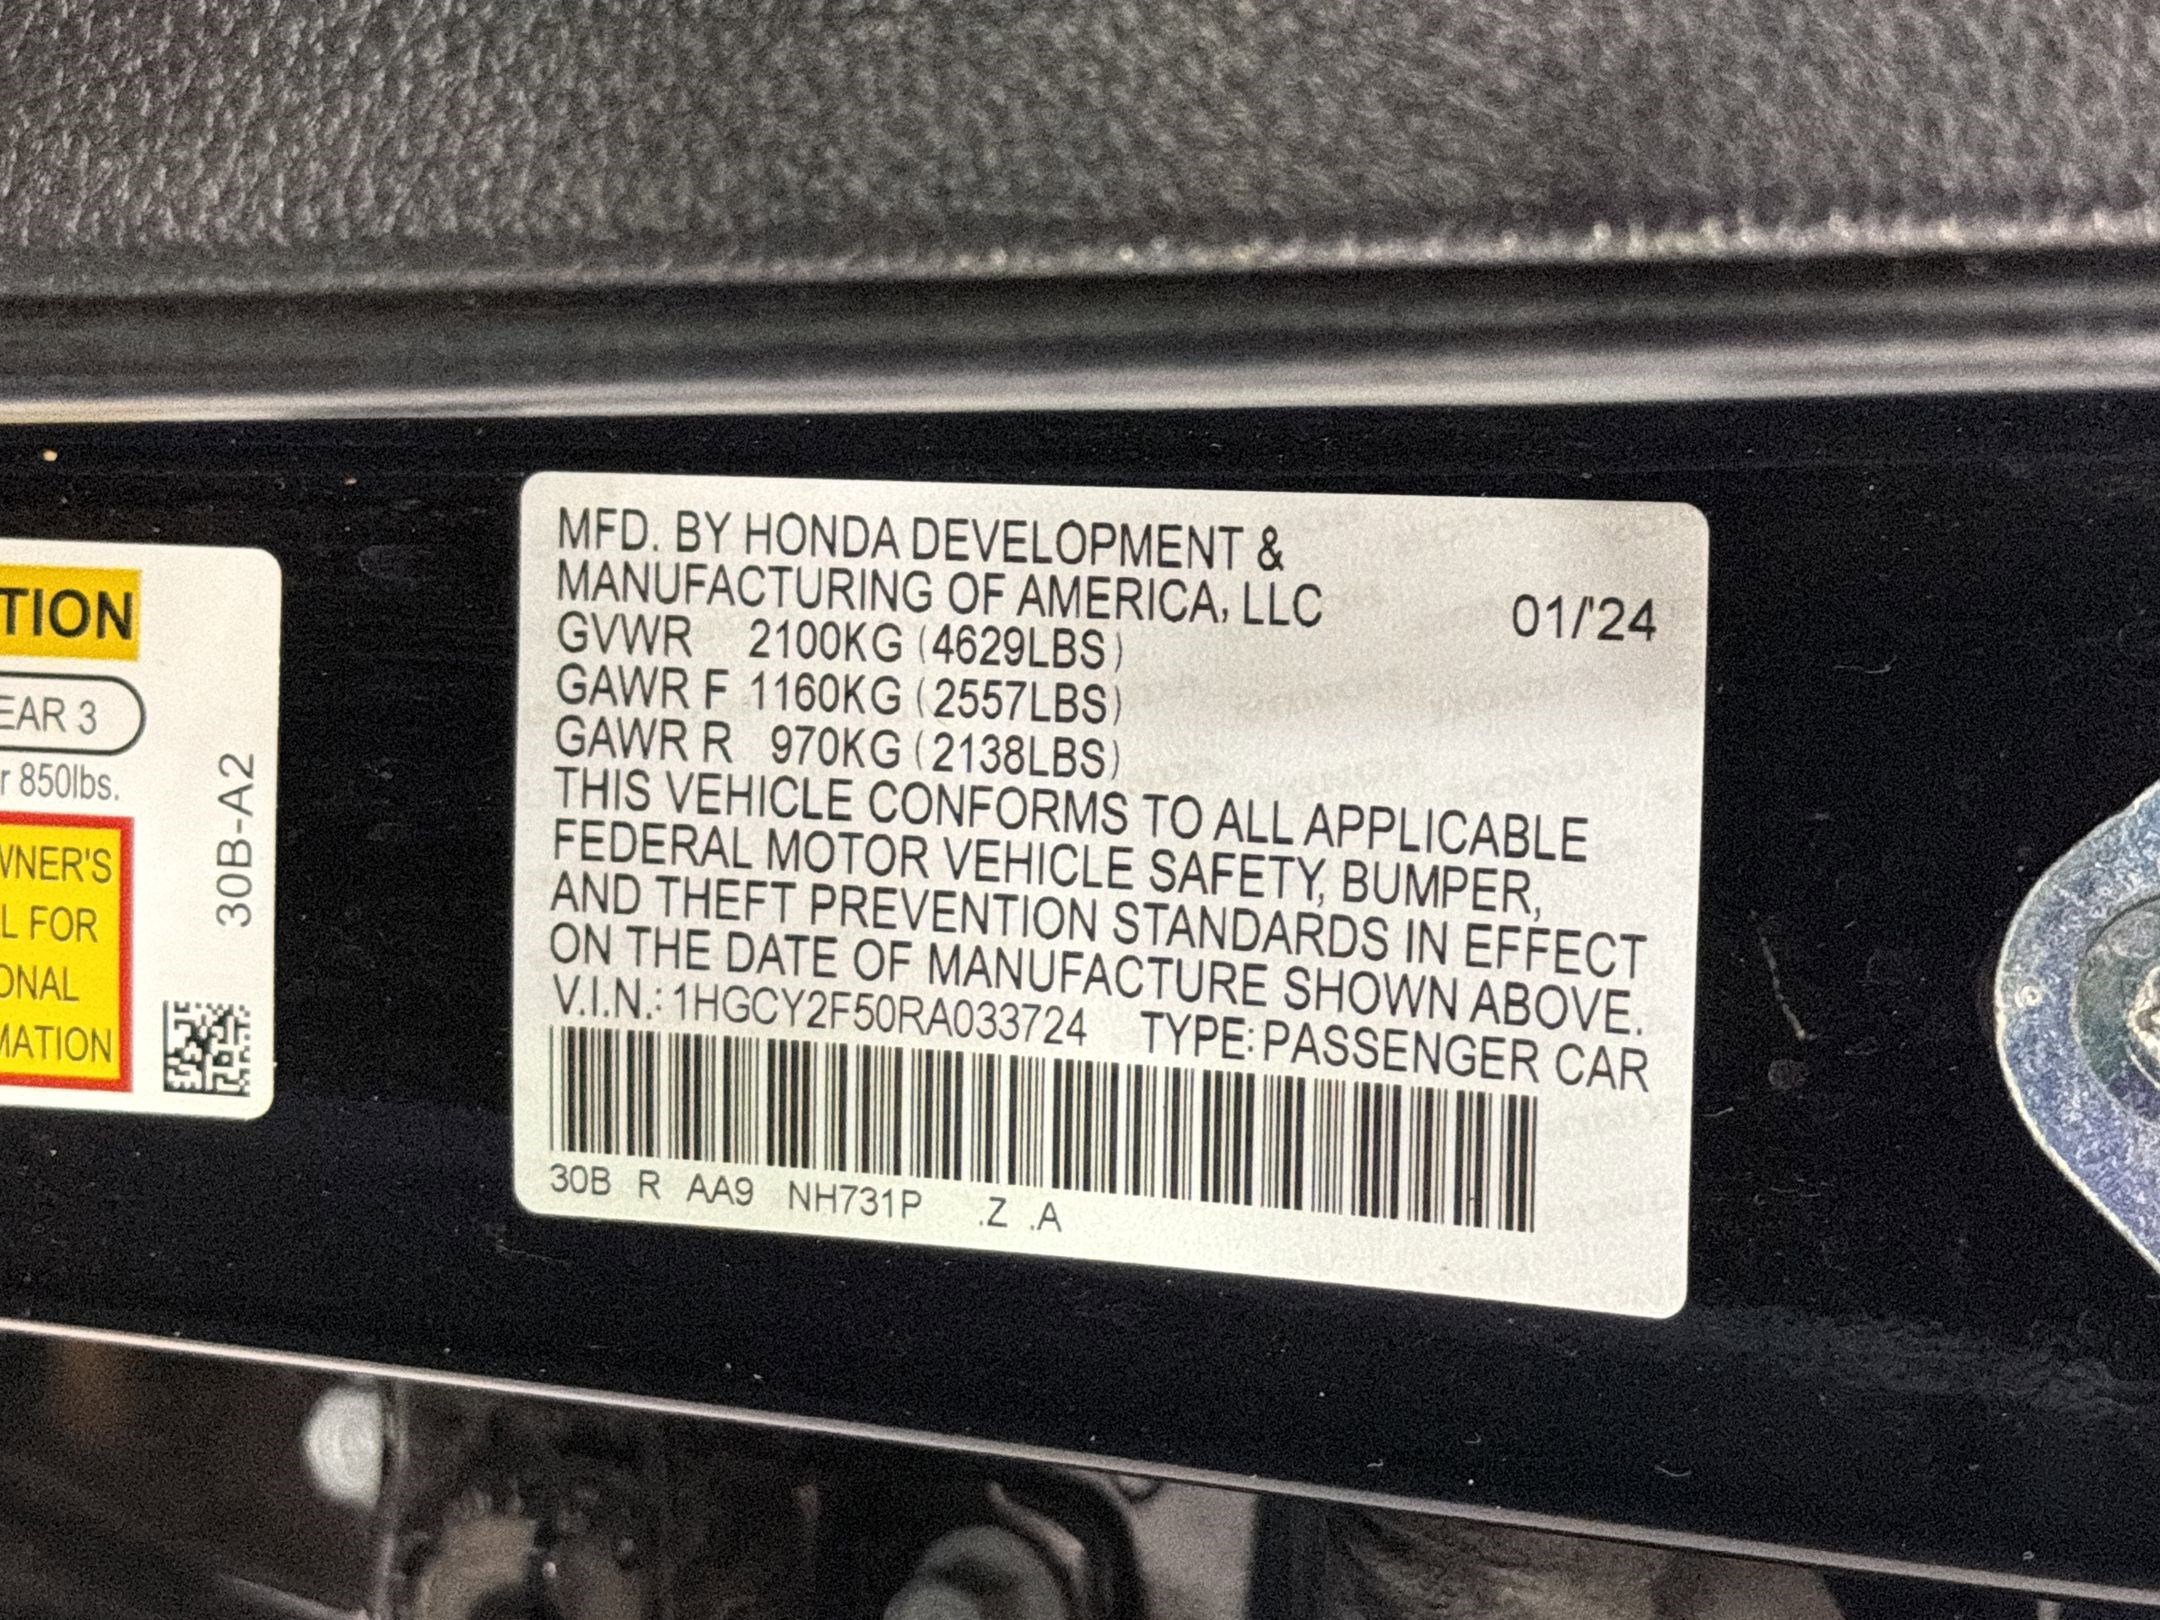 TION
EAR 3
r 850lbs.
WNER'S
L FOR
ONAL
MATION
30B-A2
MFD. BY HONDA DEVELOPMENT &
MANUFACTURING OF AMERICA, LLC 01/'24
GVWR 2100KG (4629LBS)
GAWR F 1160KG (2557LBS)
GAWR R 970KG (2138LBS)
THIS VEHICLE CONFORMS TO ALL APPLICABLE
FEDERAL MOTOR VEHICLE SAFETY, BUMPER,
AND THEFT PREVENTION STANDARDS IN EFFECT
ON THE DATE OF MANUFACTURE SHOWN ABOVE.
V.I.N.: 1HGCY2F50RA033724 TYPE: PASSENGER CAR
30B R AA9 NH731P .Z .A